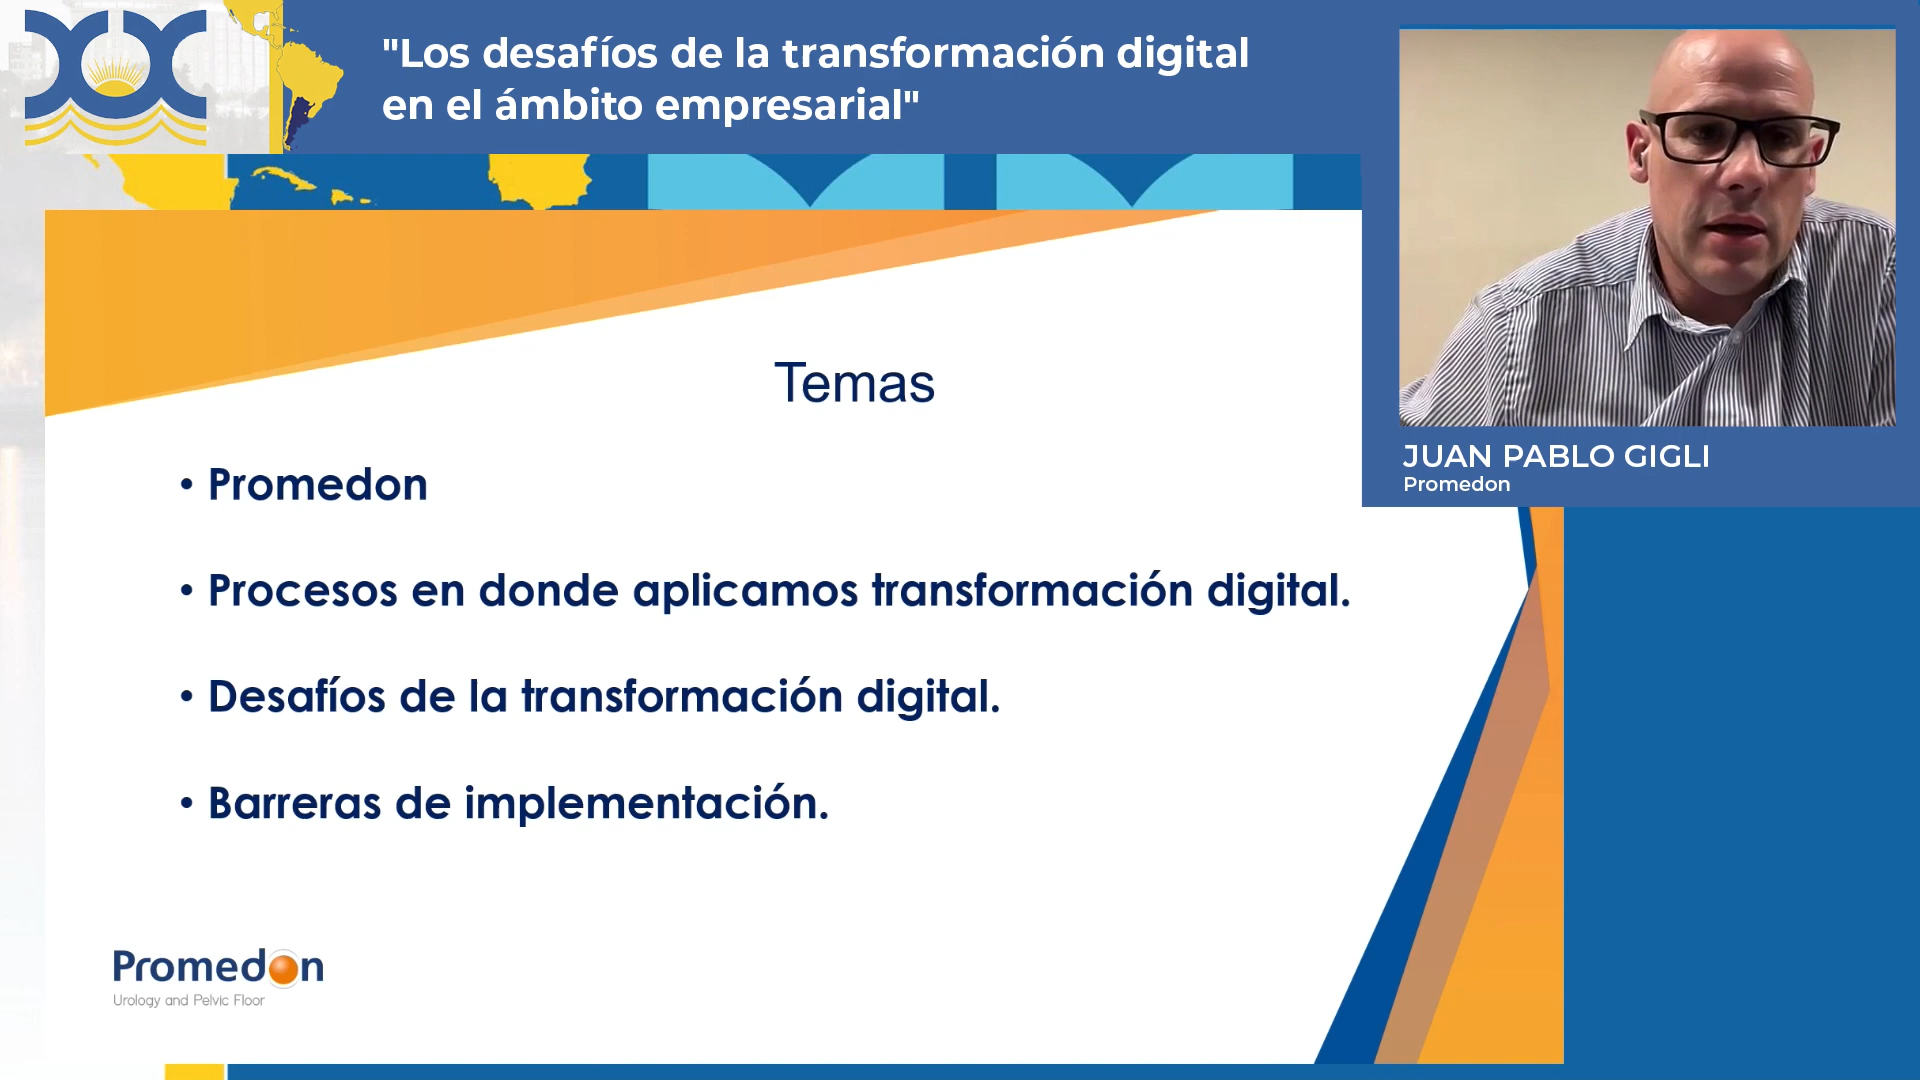 "Los desafíos de la transformación digital
en el ámbito empresarial"
JUAN PABLO GIGLI
Promedon
Temas
• Promedon
• Procesos en donde aplicamos transformación digital.
• Desafíos de la transformación digital.
• Barreras de implementación.
Promedon
Urology and Pelvic Floor